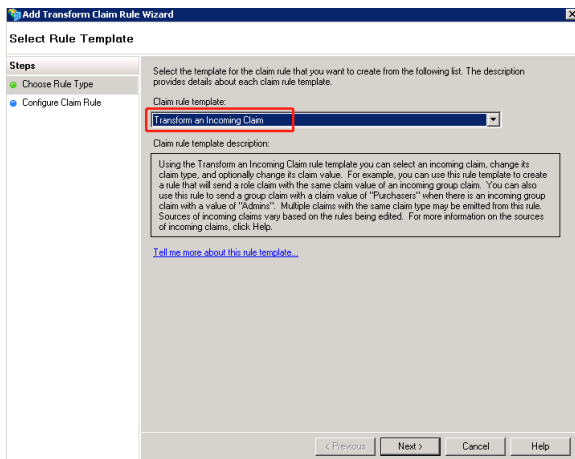 Add Transform Claim Rule Wizard
Select Rule Template
Steps
Choose Rule Type
Configure Claim Rule
Select the template for the claim rule that you want to create from the following list. The description
provides details about each claim rule template.
Claim rule template:
Transform an Incoming Claim
Claim rule template description:
Using the Transform an Incoming Claim rule template you can select an incoming claim, change its
claim type, and optionally change its claim value. For example, you can use this rule template to create
a rule that will send a role claim with the same claim value of an incoming group claim. You can also
use this rule to send a group claim with a claim value of "Purchasers" when there is an incoming group
claim with a value of "Admins". Multiple claims with the same claim type may be emitted from this rule.
Sources of incoming claims vary based on the rules being edited. For more information on the sources
of incoming claims, click Help.
Tell me more about this rule template...
< Previous
Next >
Cancel
Help